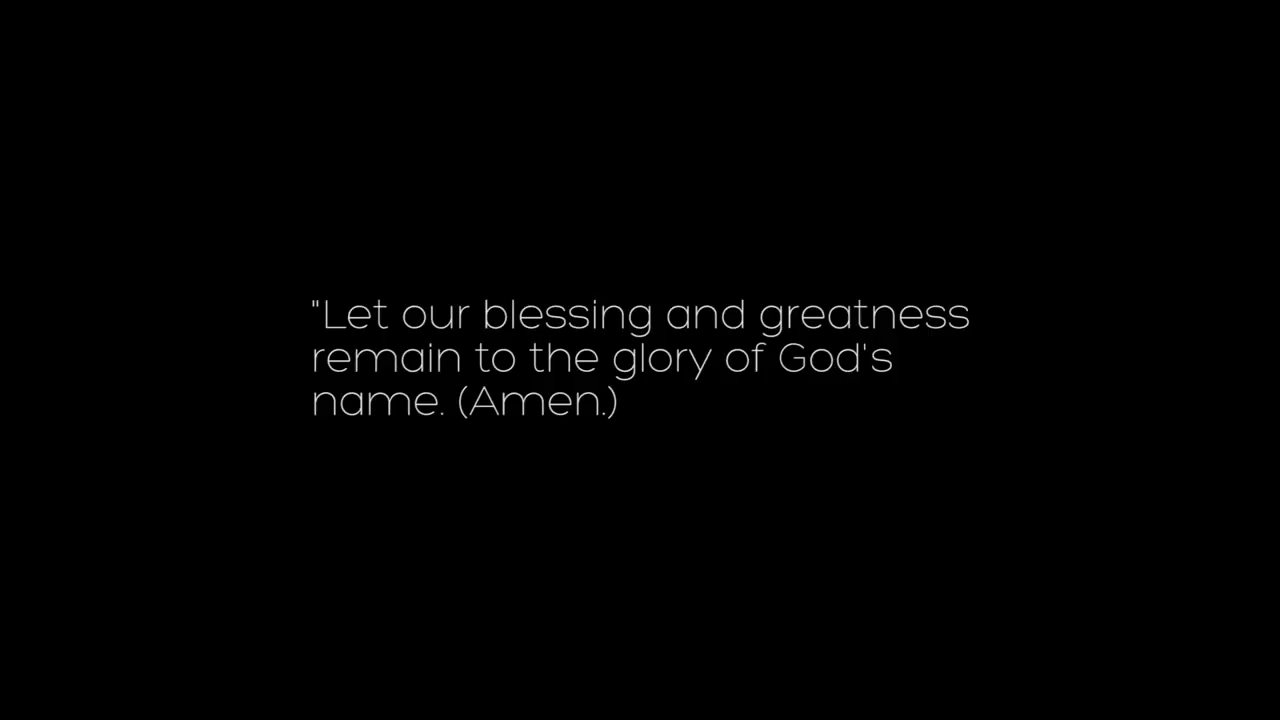 "Let our blessing and greatness
remain to the glory of God's
name. (Amen.)